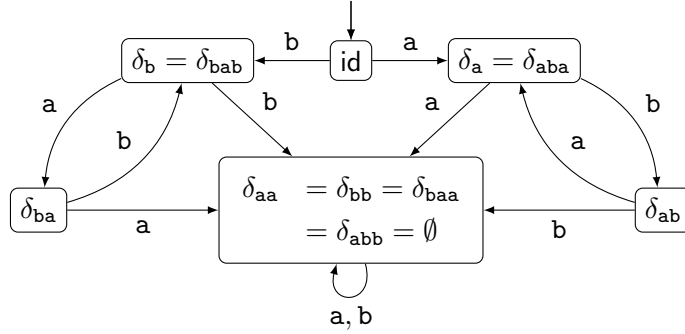 b
a
δ_b = δ_bab
id
δ_a = δ_aba
a
b
b
a
a
b
δ_aa = δ_bb = δ_baa
= δ_abb = ∅
δ_ba
δ_ab
a
b
a, b